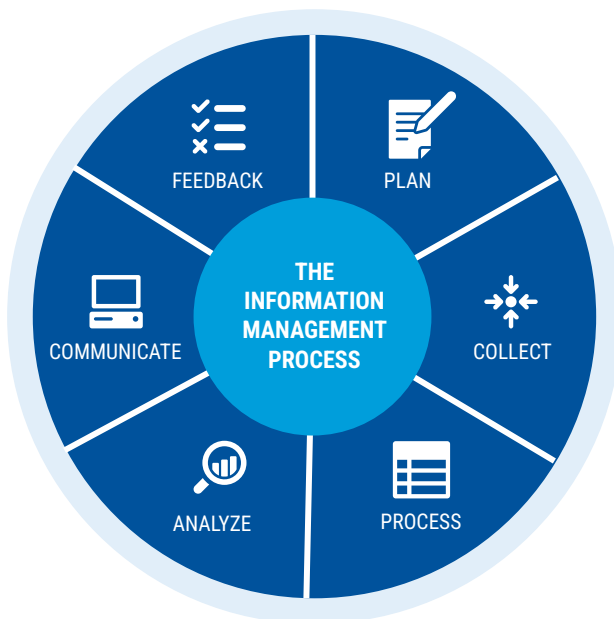 THE
INFORMATION
MANAGEMENT
PROCESS
PLAN
COLLECT
PROCESS
ANALYZE
COMMUNICATE
FEEDBACK